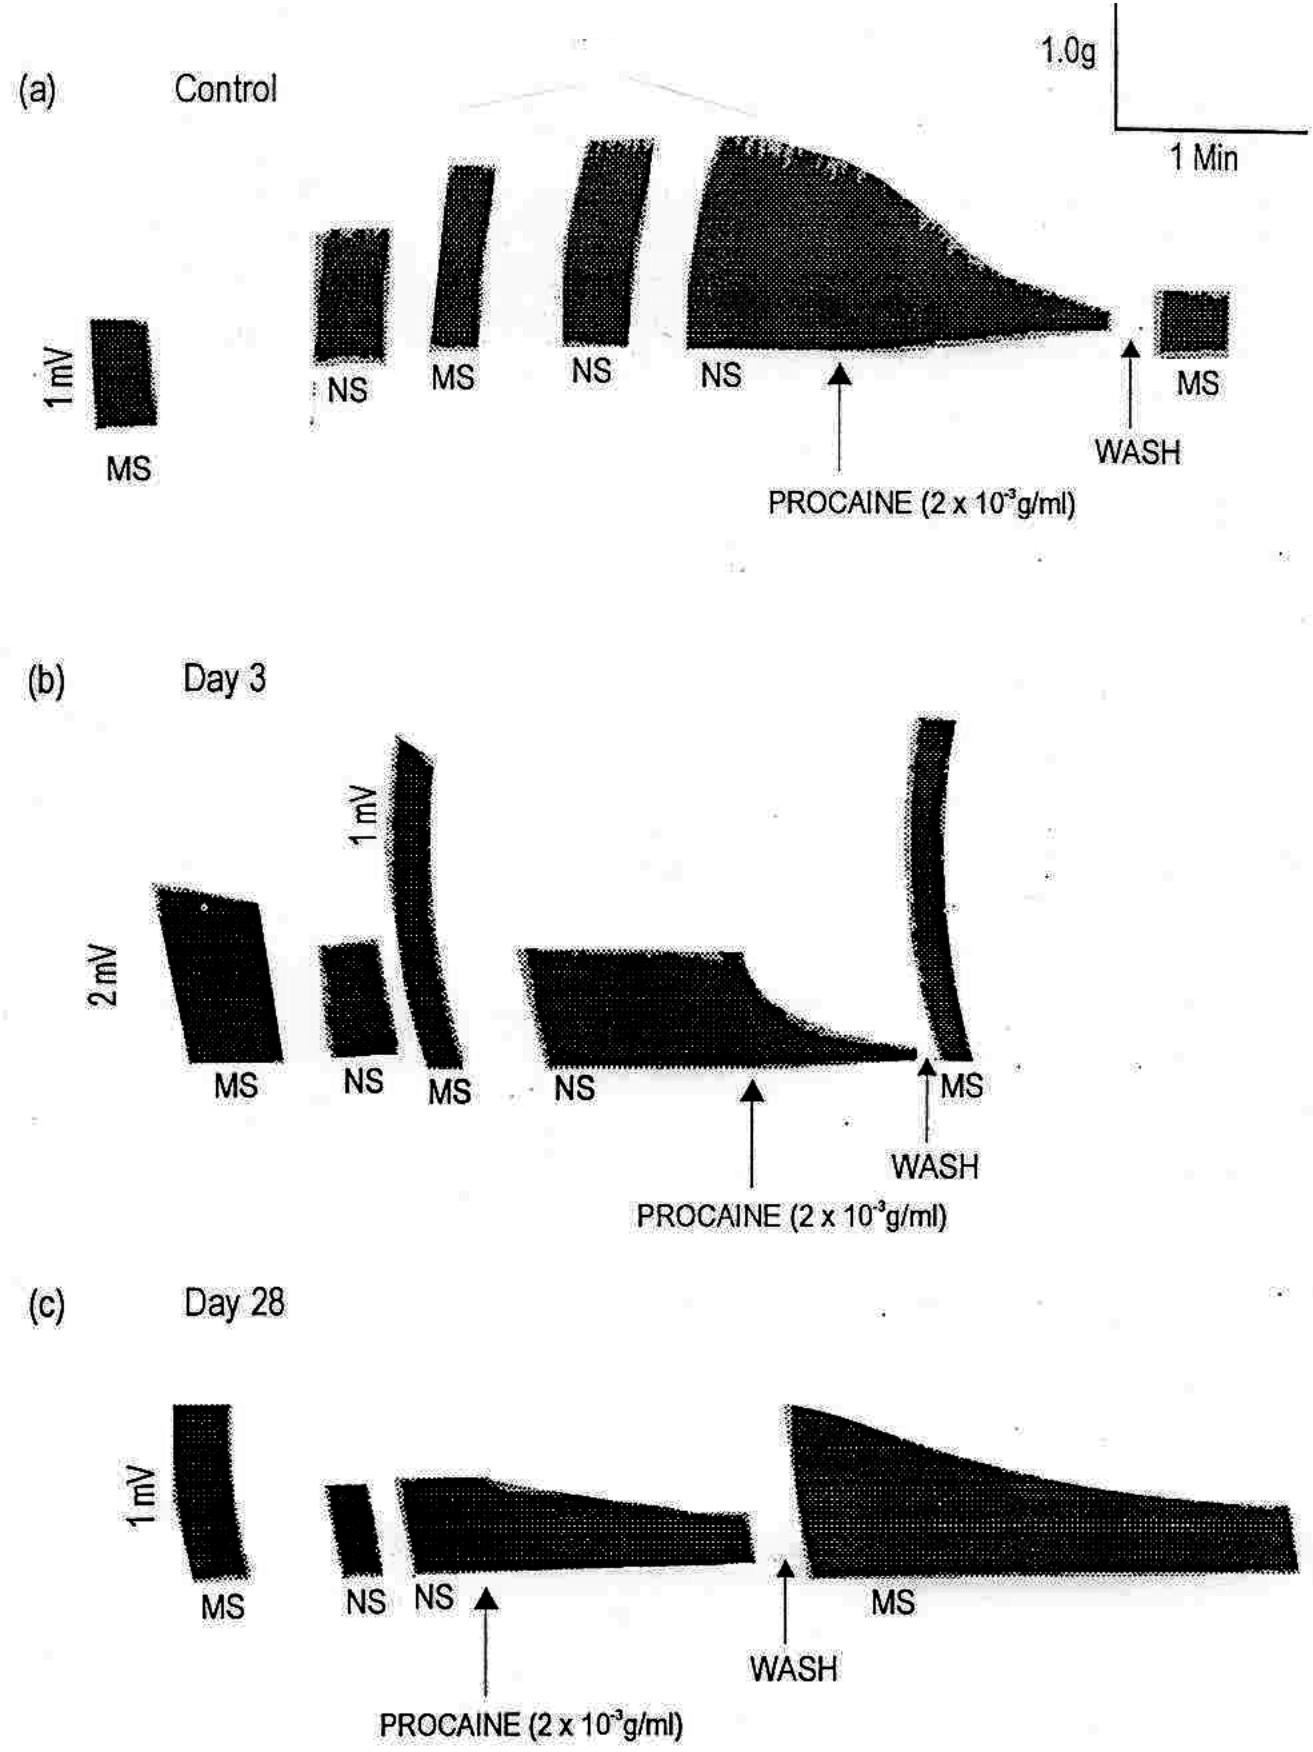 (a) Control
1.0g
1 Min
1 mV
MS
NS
MS
NS
NS
MS
WASH
PROCAINE (2 x 10⁻³g/ml)
(b) Day 3
1 mV
2 mV
MS
NS
MS
NS
MS
WASH
PROCAINE (2 x 10⁻³g/ml)
(c) Day 28
1 mV
MS
NS
NS
MS
WASH
PROCAINE (2 x 10⁻³g/ml)